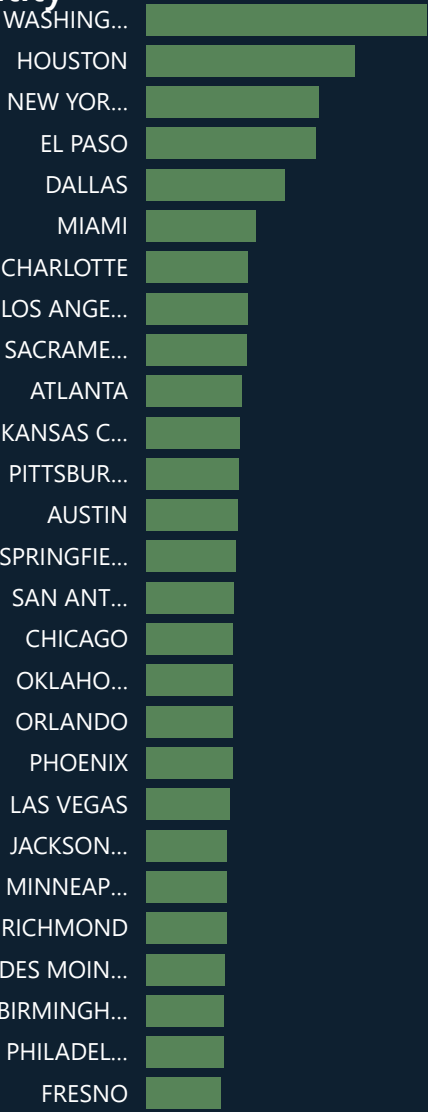 WASHING...
HOUSTON
NEW YOR...
EL PASO
DALLAS
MIAMI
CHARLOTTE
LOS ANGE...
SACRAME...
ATLANTA
KANSAS C...
PITTSBUR...
AUSTIN
SPRINGFIE...
SAN ANT...
CHICAGO
OKLAHO...
ORLANDO
PHOENIX
LAS VEGAS
JACKSON...
MINNEAP...
RICHMOND
DES MOIN...
BIRMINGH...
PHILADEL...
FRESNO